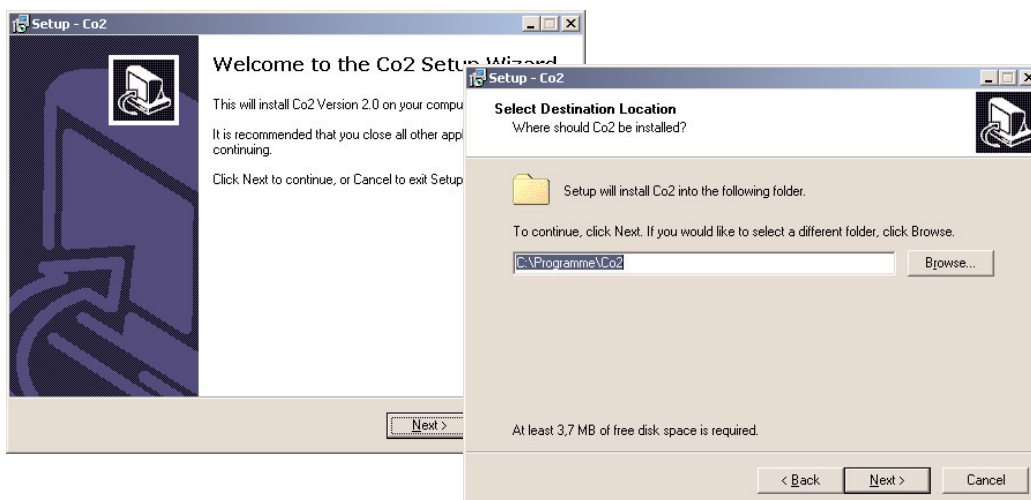 Setup - Co2
Welcome to the Co2 Setup Wizard
This will install Co2 Version 2.0 on your compu
It is recommended that you close all other appl
continuing.
Click Next to continue, or Cancel to exit Setup
Next >
Setup - Co2
Select Destination Location
Where should Co2 be installed?
Setup will install Co2 into the following folder.
To continue, click Next. If you would like to select a different folder, click Browse.
C:\Programme\Co2
Browse...
At least 3,7 MB of free disk space is required.
< Back
Next >
Cancel